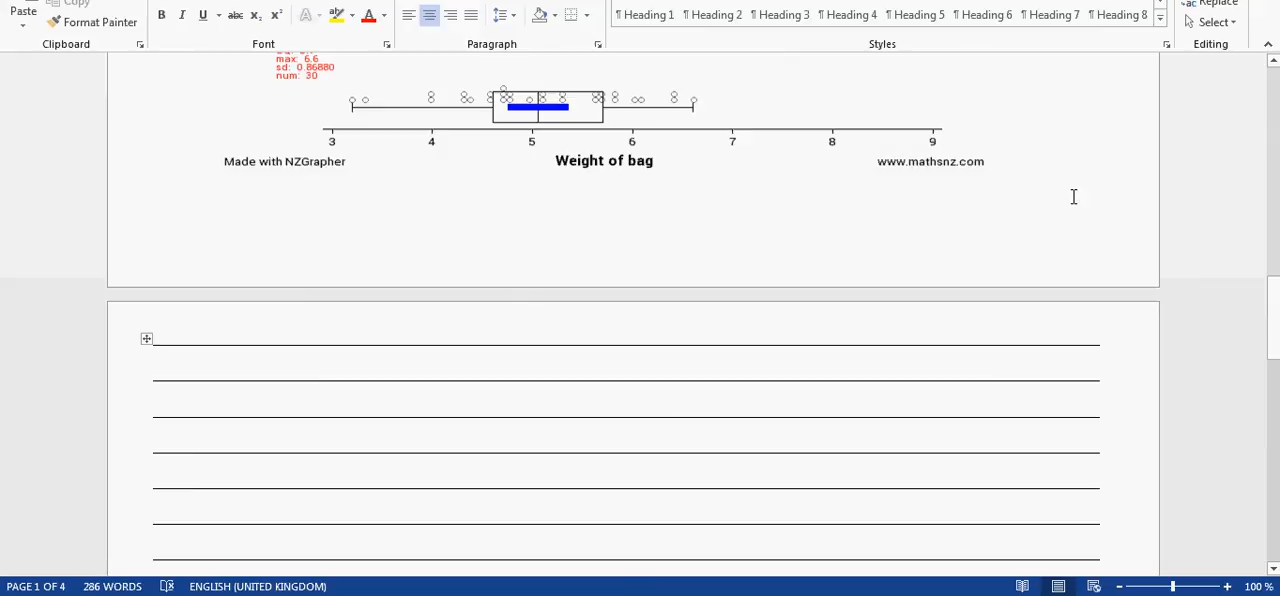 Copy
Replace
Paste
Format Painter
B I U abc x₂ x² A ab A
¶ Heading 1 ¶ Heading 2 ¶ Heading 3 ¶ Heading 4 ¶ Heading 5 ¶ Heading 6 ¶ Heading 7 ¶ Heading 8
Select
Clipboard Font Paragraph Styles Editing
max: 6.6
sd: 0.86880
num: 30
3 4 5 6 7 8 9
Made with NZGrapher Weight of bag www.mathsnz.com
PAGE 1 OF 4 286 WORDS ENGLISH (UNITED KINGDOM) 100 %